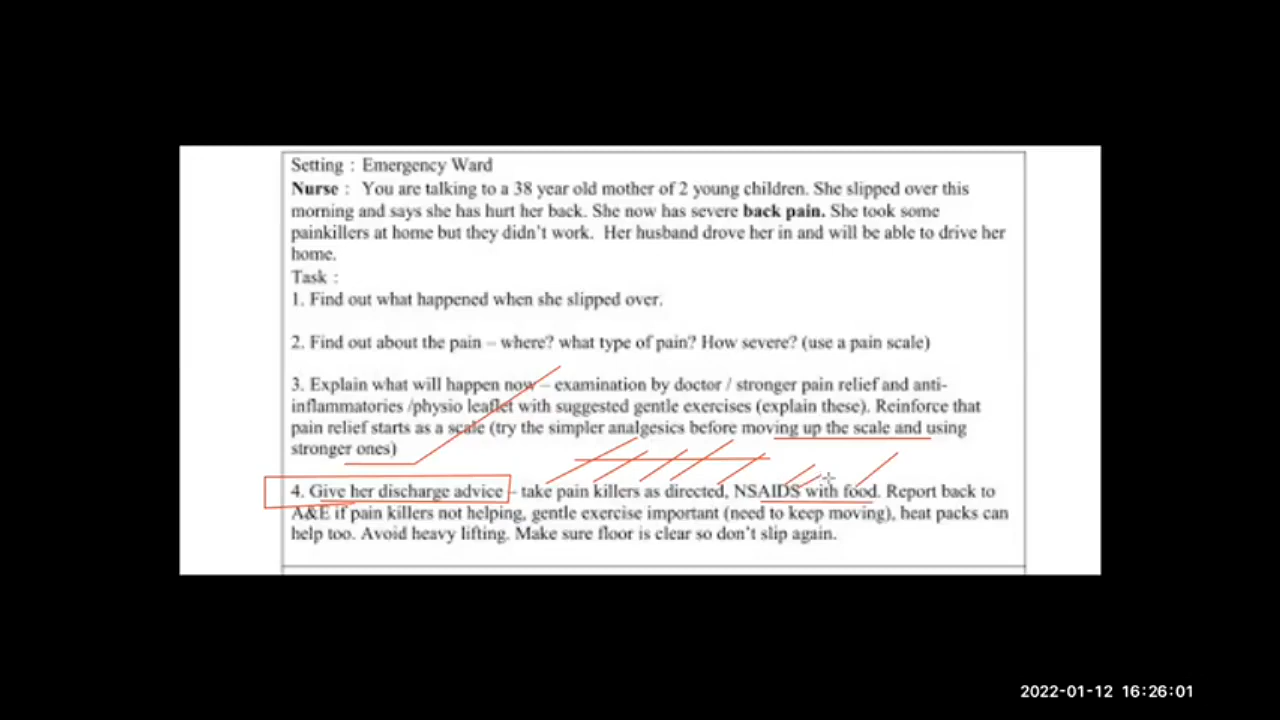 Setting : Emergency Ward
Nurse : You are talking to a 38 year old mother of 2 young children. She slipped over this
morning and says she has hurt her back. She now has severe back pain. She took some
painkillers at home but they didn't work. Her husband drove her in and will be able to drive her
home.
Task :
1. Find out what happened when she slipped over.
2. Find out about the pain – where? what type of pain? How severe? (use a pain scale)
3. Explain what will happen now – examination by doctor / stronger pain relief and anti-
inflammatories /physio leaflet with suggested gentle exercises (explain these). Reinforce that
pain relief starts as a scale (try the simpler analgesics before moving up the scale and using
stronger ones)
4. Give her discharge advice – take pain killers as directed, NSAIDS with food. Report back to
A&E if pain killers not helping, gentle exercise important (need to keep moving), heat packs can
help too. Avoid heavy lifting. Make sure floor is clear so don't slip again.
2022-01-12 16:26:01